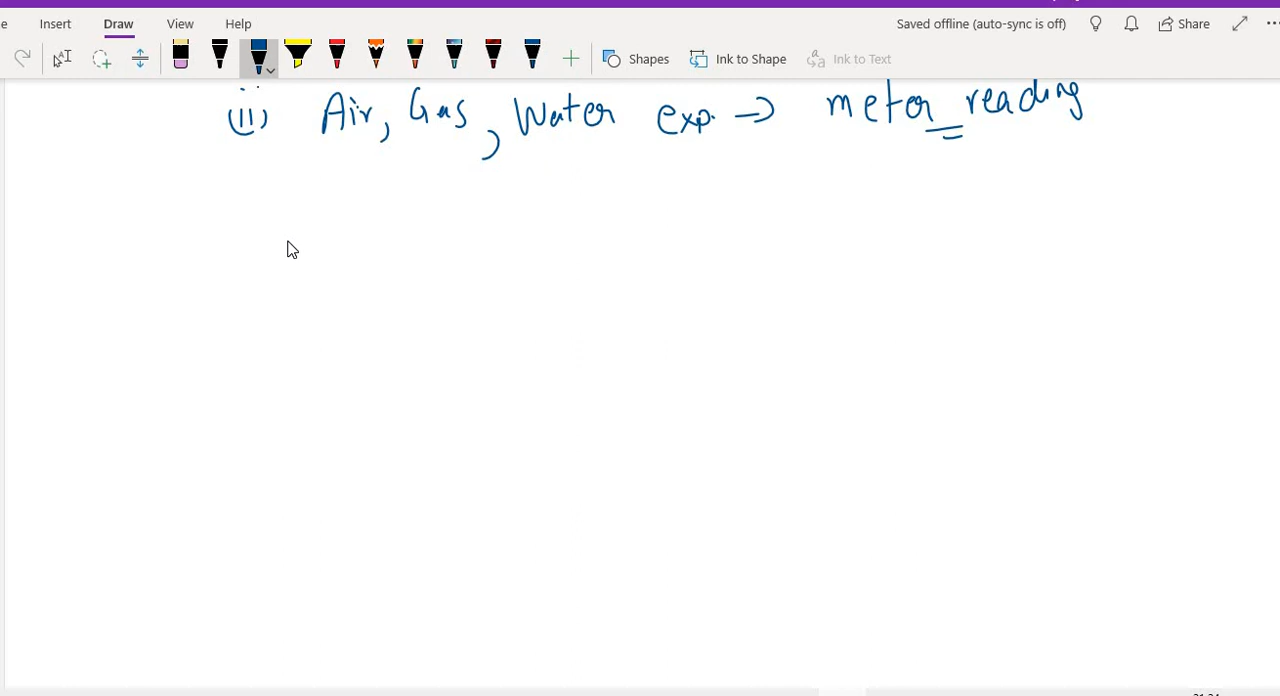 Insert Draw View Help Saved offline (auto-sync is off) Share
Shapes Ink to Shape Ink to Text
(ii) Air, Gas, Water exp. → meter reading